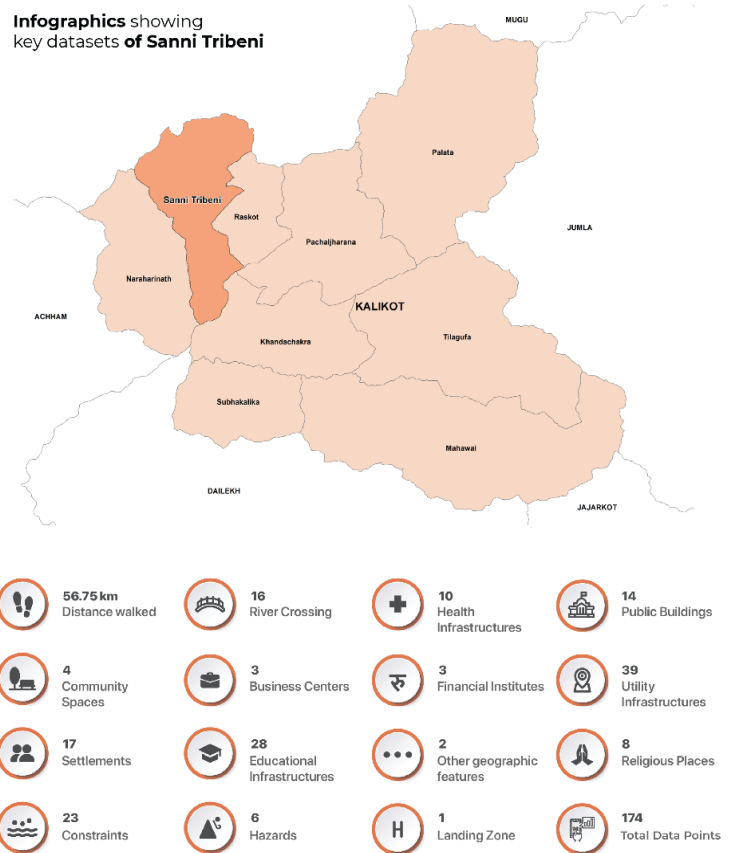 Infographics showing
key datasets of Sanni Tribeni
MUGU
Palata
Sanni Tribeni
Raskot
JUMLA
Pachaljharana
Naraharinath
KALIKOT
ACHHAM
Tilagufa
Khandachakra
Subhakalika
Mahawai
DAILEKH
JAJARKOT
56.75 km
Distance walked
16
River Crossing
10
Health
Infrastructures
14
Public Buildings
4
Community
Spaces
3
Business Centers
3
Financial Institutes
39
Utility
Infrastructures
17
Settlements
28
Educational
Infrastructures
2
Other geographic
features
8
Religious Places
23
Constraints
6
Hazards
H
1
Landing Zone
174
Total Data Points